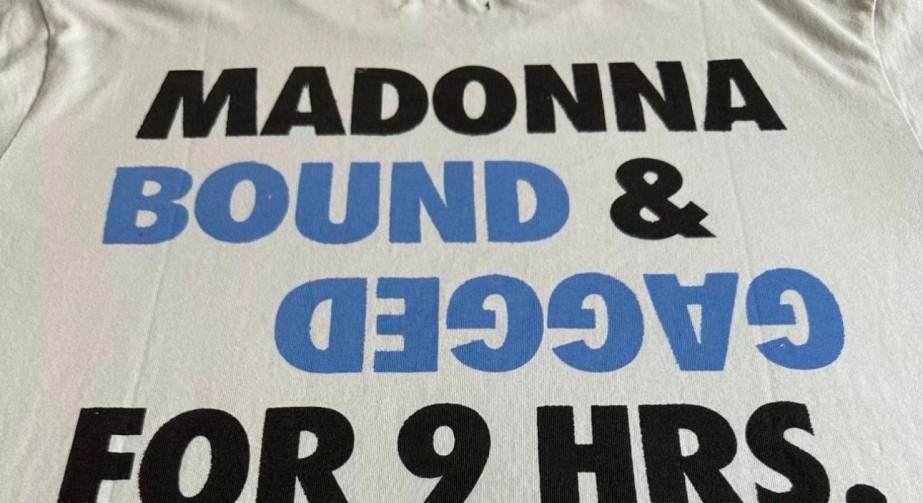 MADONNA
BOUND &
GAGGED
FOR 9 HRS.